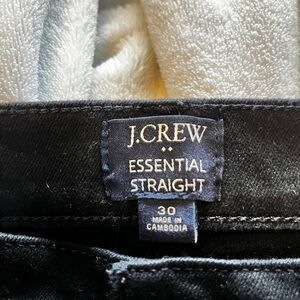 J.CREW
ESSENTIAL
STRAIGHT
30
MADE IN
CAMBODIA